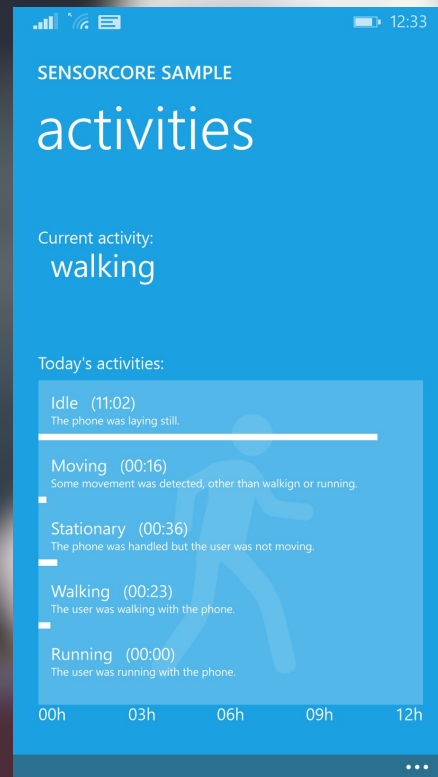 12:33
SENSORCORE SAMPLE
activities
Current activity:
walking
Today's activities:
Idle (11:02)
The phone was laying still.
Moving (00:16)
Some movement was detected, other than walkign or running.
Stationary (00:36)
The phone was handled but the user was not moving.
Walking (00:23)
The user was walking with the phone.
Running (00:00)
The user was running with the phone.
00h 03h 06h 09h 12h